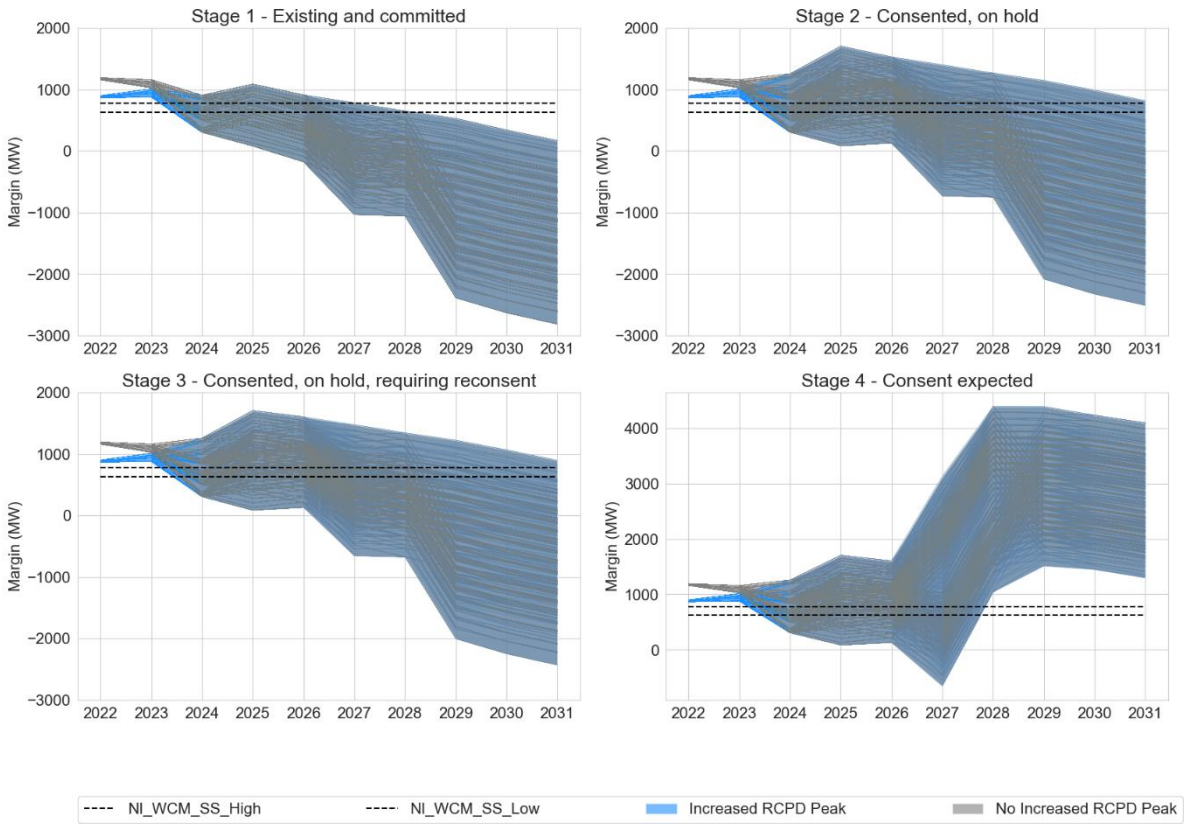 Stage 1 - Existing and committed
2000
1000
0
−1000
−2000
−3000
Margin (MW)
2022 2023 2024 2025 2026 2027 2028 2029 2030 2031
Stage 2 - Consented, on hold
2000
1000
0
−1000
−2000
−3000
Margin (MW)
2022 2023 2024 2025 2026 2027 2028 2029 2030 2031
Stage 3 - Consented, on hold, requiring reconsent
2000
1000
0
−1000
−2000
−3000
Margin (MW)
2022 2023 2024 2025 2026 2027 2028 2029 2030 2031
Stage 4 - Consent expected
4000
3000
2000
1000
0
Margin (MW)
2022 2023 2024 2025 2026 2027 2028 2029 2030 2031
NI_WCM_SS_High NI_WCM_SS_Low Increased RCPD Peak No Increased RCPD Peak